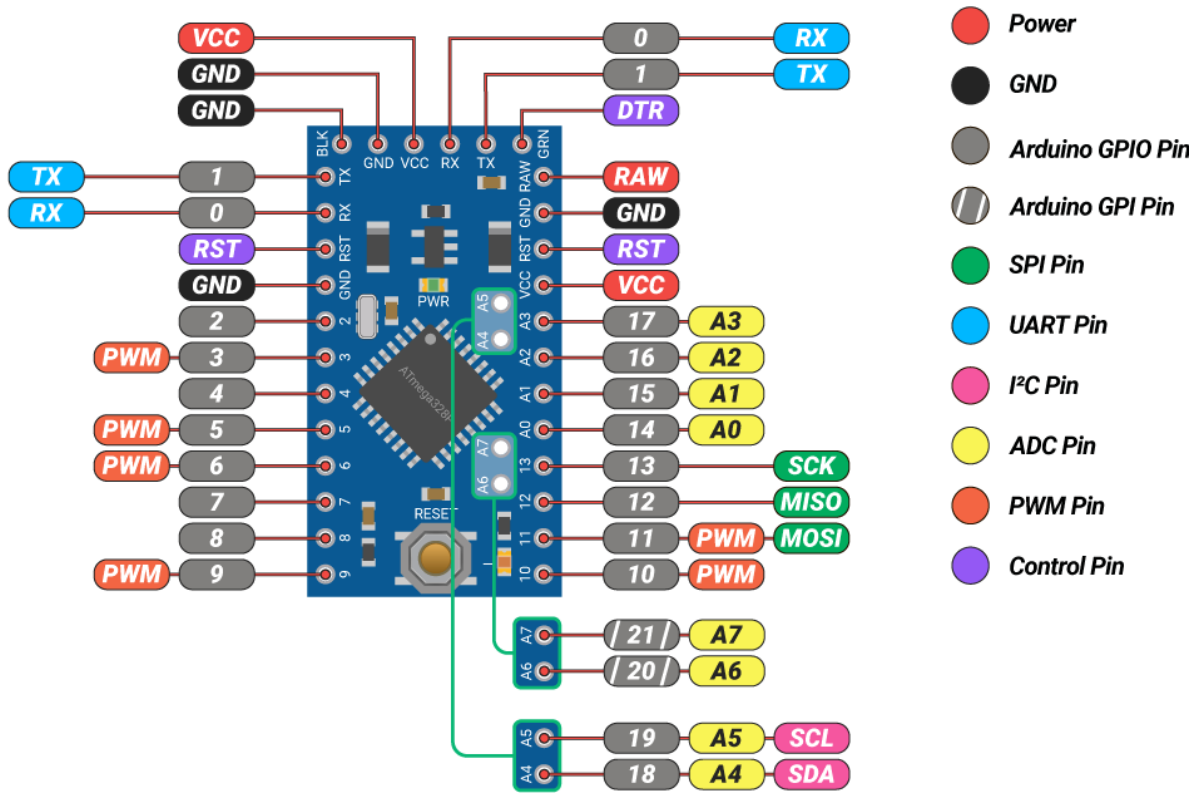 VCC 0 RX
GND 1 TX
GND DTR
BLK GND VCC RX TX GRN
TX 1 TX RAW RAW
RX 0 RX GND GND
RST RST RST RST
GND GND VCC VCC
PWR
2 2 A5 A3 17 A3
PWM 3 3 A4 A2 16 A2
4 4 A1 15 A1
ATmega328P
PWM 5 5 A7 A0 14 A0
PWM 6 6 A6 13 13 SCK
7 7 12 12 MISO
RESET
8 8 11 11 PWM MOSI
PWM 9 9 10 10 PWM
A7 /21/ A7
A6 /20/ A6
A5 19 A5 SCL
A4 18 A4 SDA
Power
GND
Arduino GPIO Pin
Arduino GPI Pin
SPI Pin
UART Pin
I²C Pin
ADC Pin
PWM Pin
Control Pin